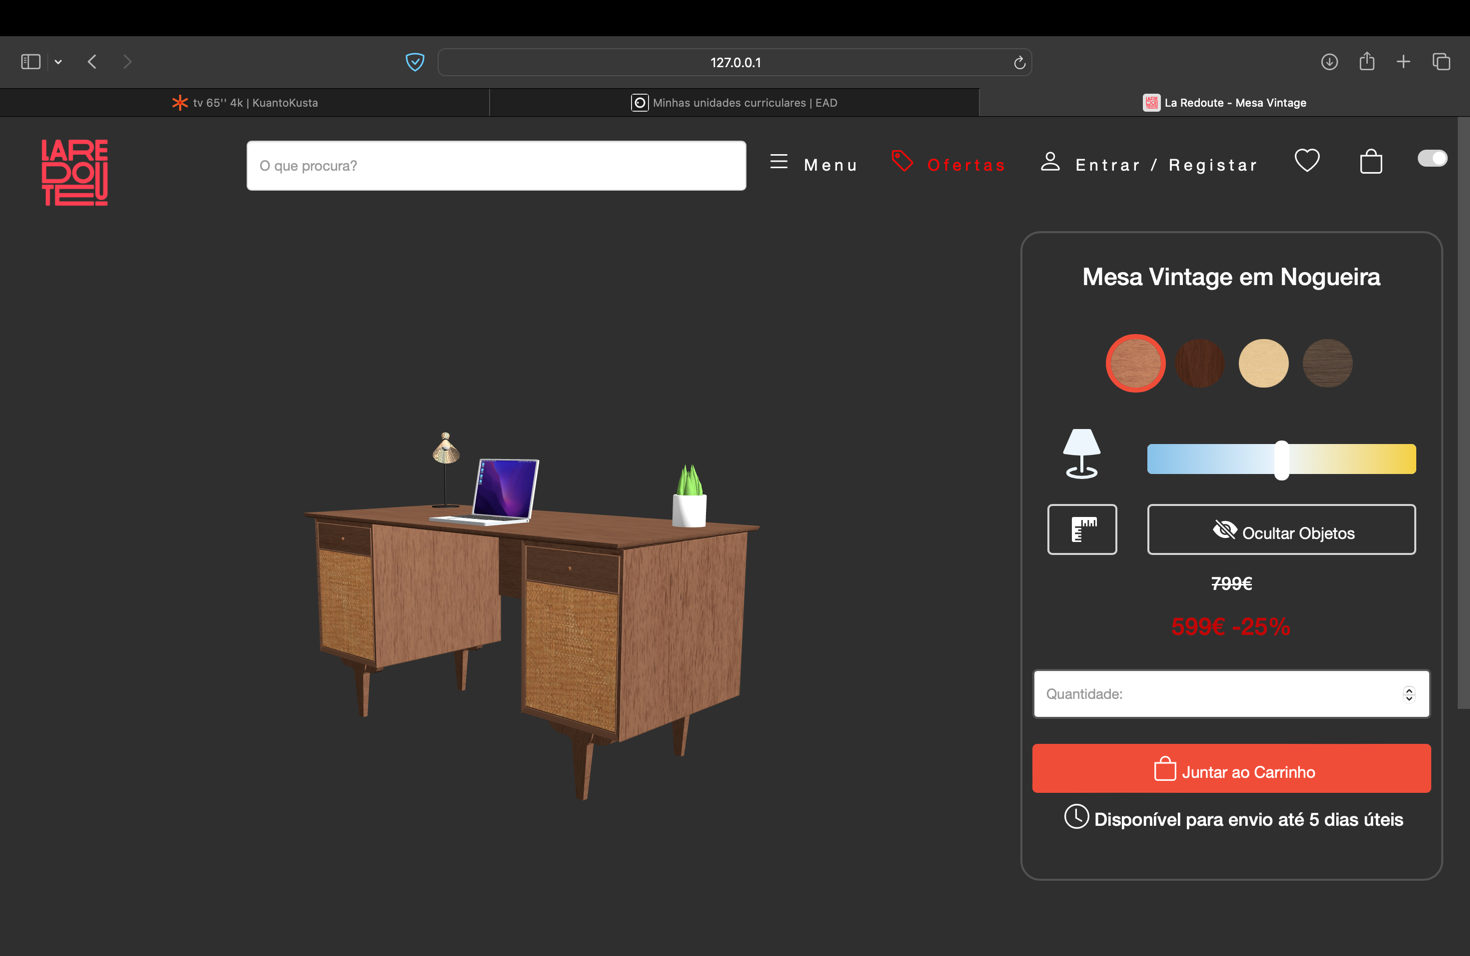 127.0.0.1
tv 65'' 4k | KuantoKusta
Minhas unidades curriculares | EAD
La Redoute - Mesa Vintage
LA RE
DOU
TE
O que procura?
Menu
Ofertas
Entrar / Registar
Mesa Vintage em Nogueira
Ocultar Objetos
799€
599€ -25%
Quantidade:
Juntar ao Carrinho
Disponível para envio até 5 dias úteis